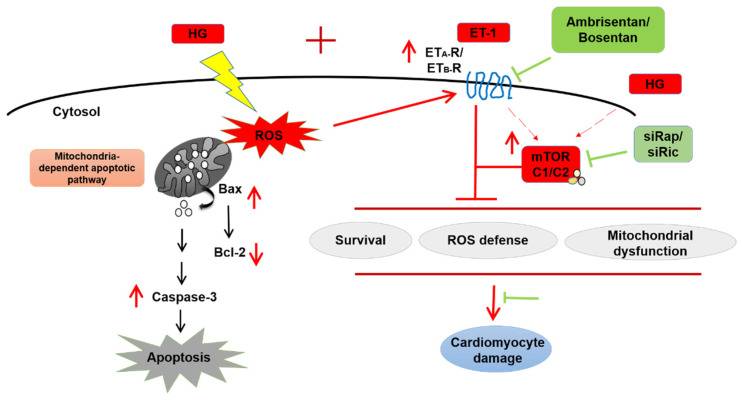 HG
ET-1
Ambrisentan/
Bosentan
ETA-R/
ETB-R
HG
Cytosol
ROS
siRap/
siRic
mTOR
C1/C2
Mitochondria-
dependent apoptotic
pathway
Bax
Bcl-2
Survival
ROS defense
Mitochondrial
dysfunction
Caspase-3
Apoptosis
Cardiomyocyte
damage